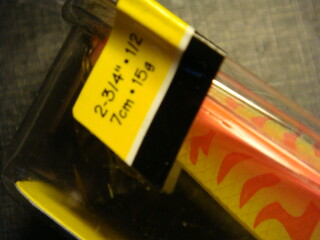 2-3/4" • 1/2
7cm • 15g